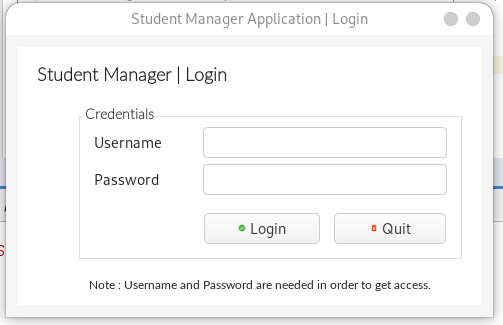 Student Manager Application | Login
Student Manager | Login
Credentials
Username
Password
Login
Quit
Note : Username and Password are needed in order to get access.